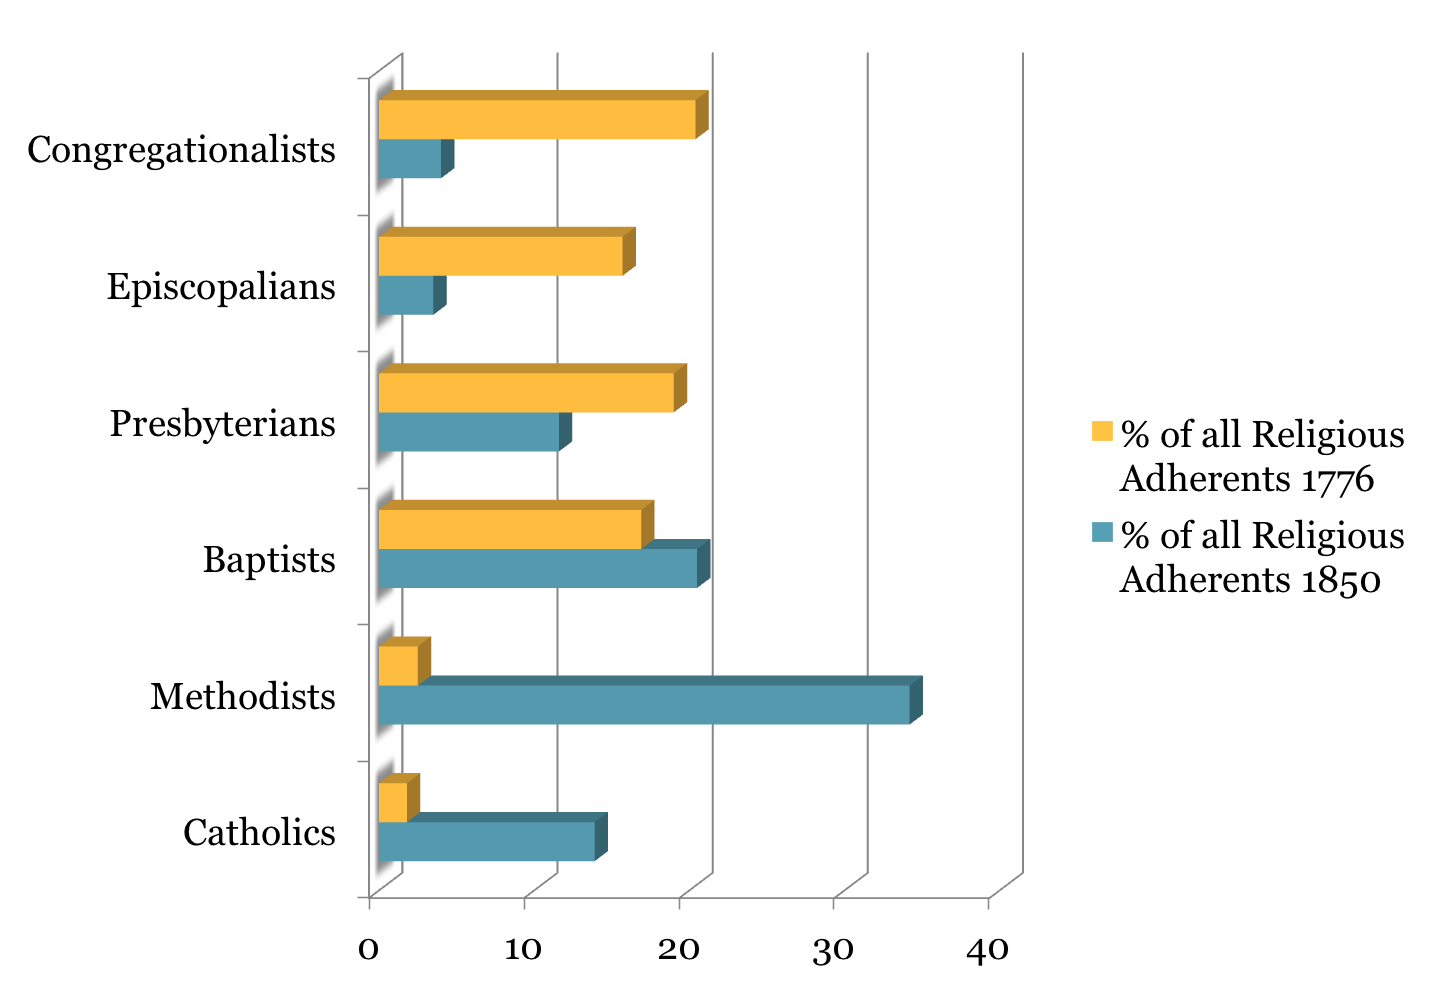 Congregationalists
Episcopalians
Presbyterians
Baptists
Methodists
Catholics
0 10 20 30 40
% of all Religious
Adherents 1776
% of all Religious
Adherents 1850